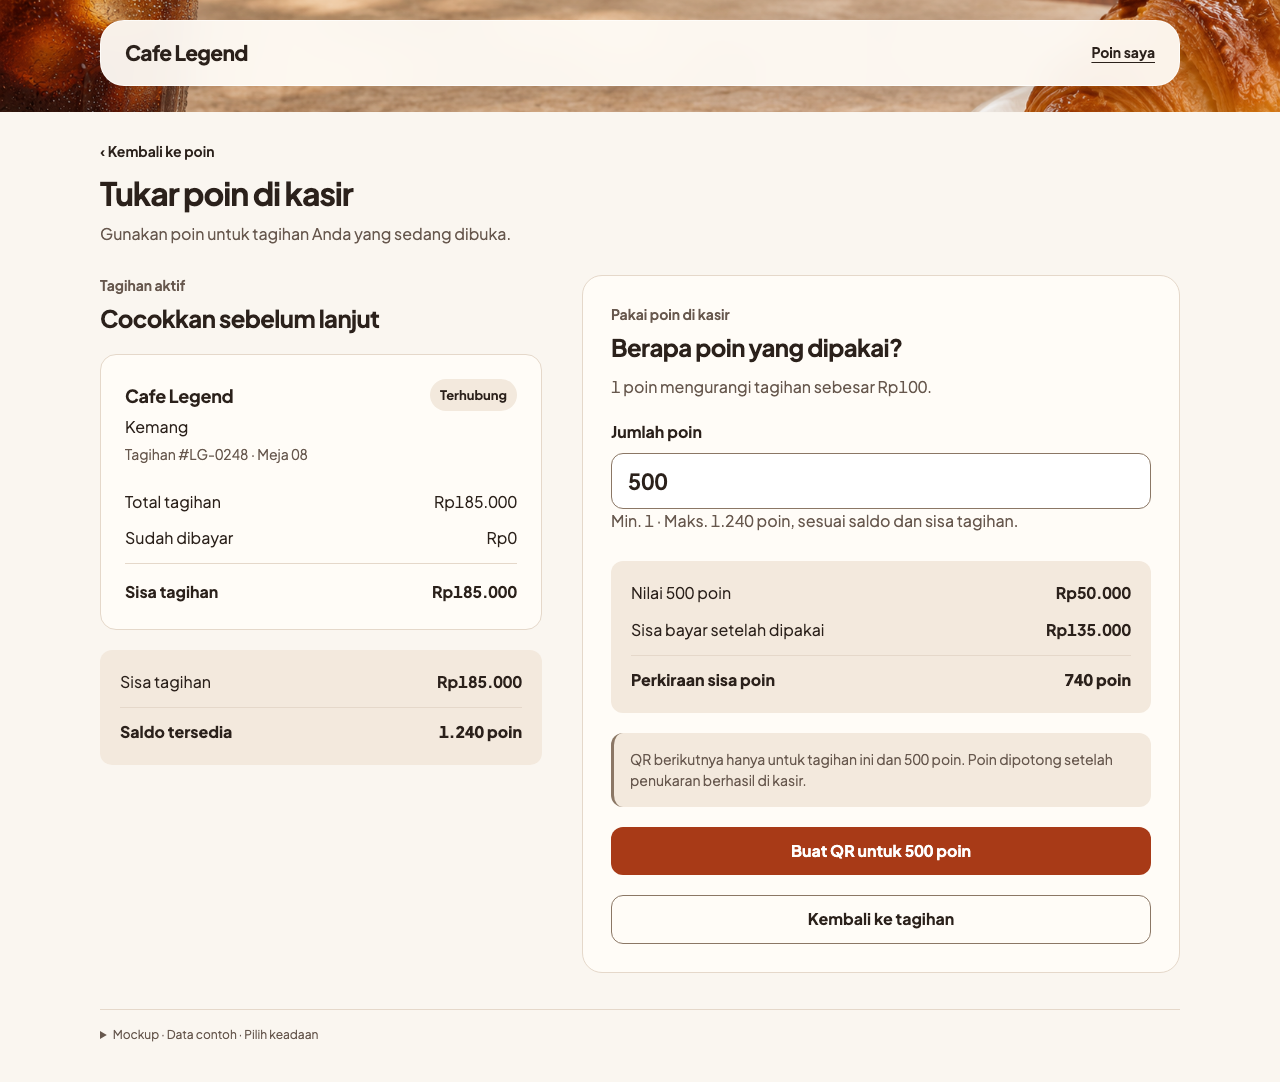 Cafe Legend
Poin saya
‹ Kembali ke poin
Tukar poin di kasir
Gunakan poin untuk tagihan Anda yang sedang dibuka.
Tagihan aktif
Cocokkan sebelum lanjut
Cafe Legend
Terhubung
Kemang
Tagihan #LG-0248 · Meja 08
Total tagihan Rp185.000
Sudah dibayar Rp0
Sisa tagihan Rp185.000
Sisa tagihan Rp185.000
Saldo tersedia 1.240 poin
Pakai poin di kasir
Berapa poin yang dipakai?
1 poin mengurangi tagihan sebesar Rp100.
Jumlah poin
500
Min. 1 · Maks. 1.240 poin, sesuai saldo dan sisa tagihan.
Nilai 500 poin Rp50.000
Sisa bayar setelah dipakai Rp135.000
Perkiraan sisa poin 740 poin
QR berikutnya hanya untuk tagihan ini dan 500 poin. Poin dipotong setelah
penukaran berhasil di kasir.
Buat QR untuk 500 poin
Kembali ke tagihan
Mockup · Data contoh · Pilih keadaan